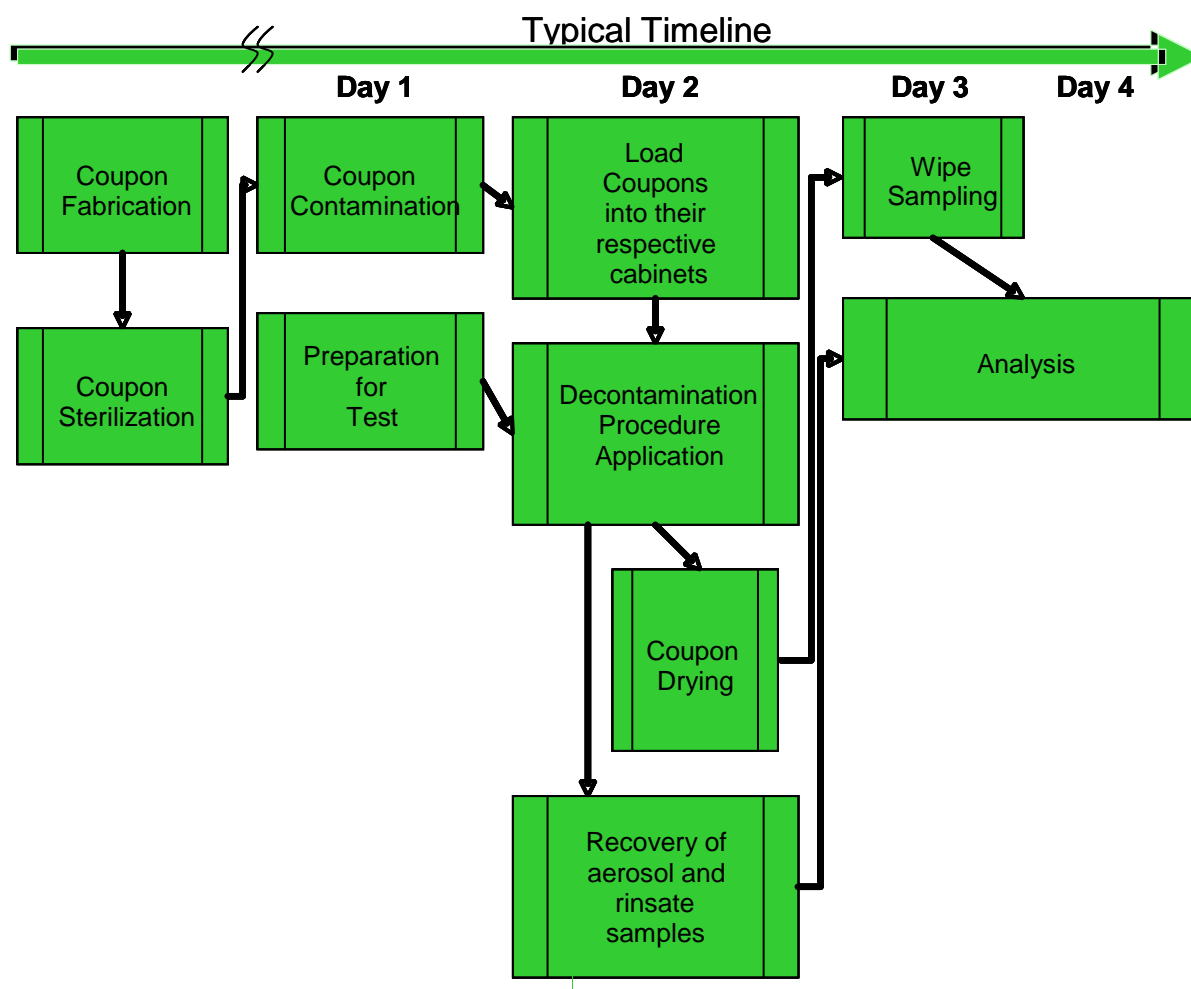 Typical Timeline
Day 1
Day 2
Day 3
Day 4
Coupon
Fabrication
Coupon
Sterilization
Coupon
Contamination
Preparation
for
Test
Load
Coupons
into their
respective
cabinets
Decontamination
Procedure
Application
Coupon
Drying
Recovery of
aerosol and
rinsate
samples
Wipe
Sampling
Analysis